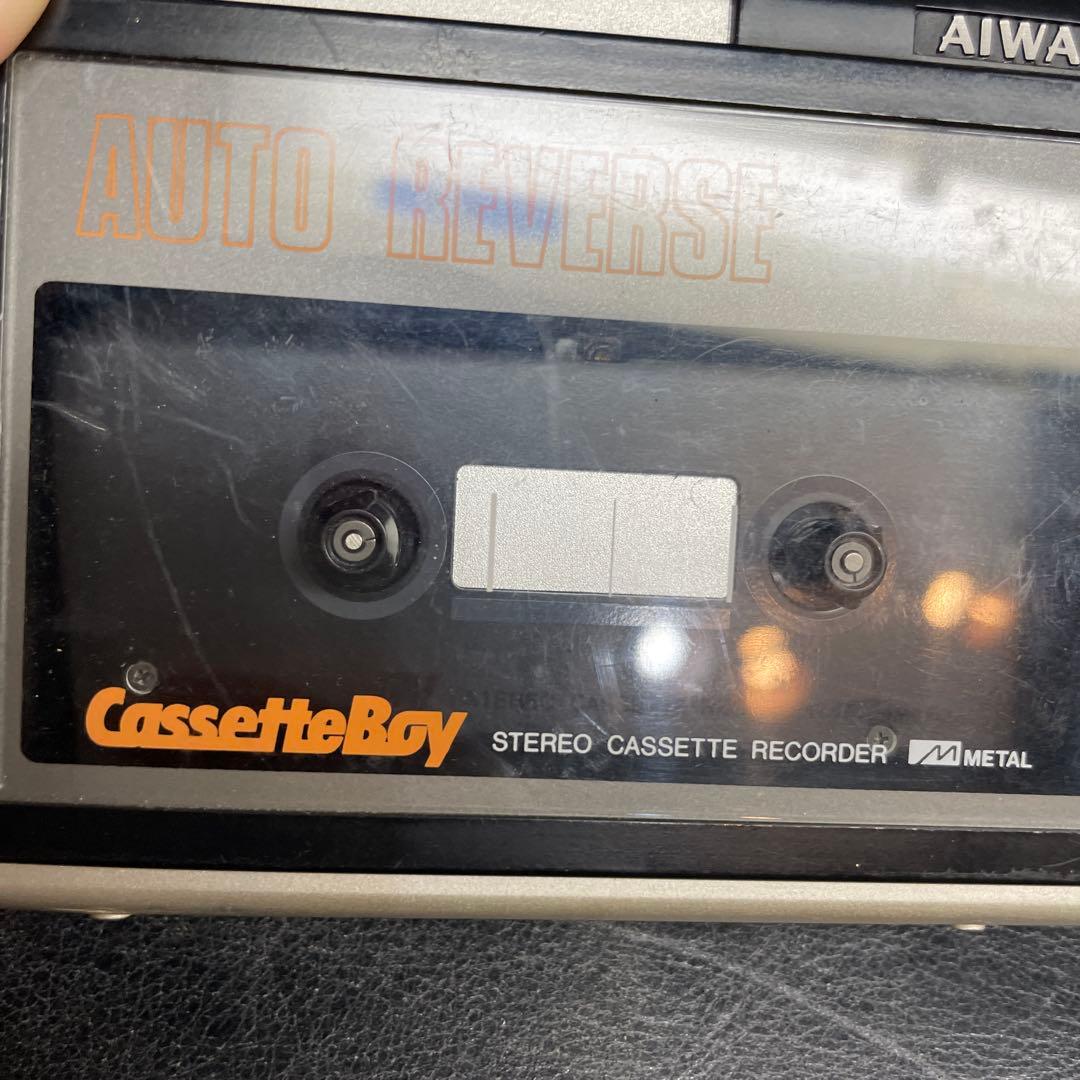 AIWA
AUTO REVERSE
CassetteBoy
STEREO CASSETTE RECORDER
METAL